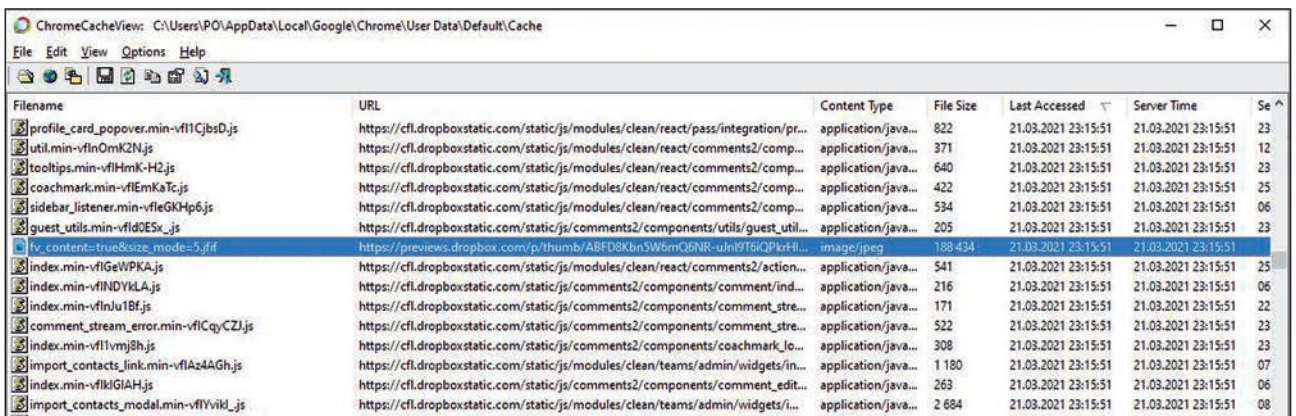 ChromeCacheView: C:\Users\PO\AppData\Local\Google\Chrome\User Data\Default\Cache
File Edit View Options Help
Filename URL Content Type File Size Last Accessed Server Time Se
profile_card_popover.min-vfl1CjbsD.js https://cfl.dropboxstatic.com/static/js/modules/clean/react/pass/integration/pr... application/java... 822 21.03.2021 23:15:51 21.03.2021 23:15:51 23
util.min-vflnOmK2N.js https://cfl.dropboxstatic.com/static/js/modules/clean/react/comments2/comp... application/java... 371 21.03.2021 23:15:51 21.03.2021 23:15:51 12
tooltips.min-vflHmK-H2.js https://cfl.dropboxstatic.com/static/js/modules/clean/react/comments2/comp... application/java... 640 21.03.2021 23:15:51 21.03.2021 23:15:51 23
coachmark.min-vflEmKaTc.js https://cfl.dropboxstatic.com/static/js/modules/clean/react/comments2/comp... application/java... 422 21.03.2021 23:15:51 21.03.2021 23:15:51 25
sidebar_listener.min-vfleGKHp6.js https://cfl.dropboxstatic.com/static/js/modules/clean/react/comments2/comp... application/java... 534 21.03.2021 23:15:51 21.03.2021 23:15:51 06
guest_utils.min-vfld0ESx_.js https://cfl.dropboxstatic.com/static/js/comments2/components/utils/guest_util... application/java... 205 21.03.2021 23:15:51 21.03.2021 23:15:51 23
fv_content=true&size_mode=5.jfif https://previews.dropbox.com/p/thumb/ABFD8Kbn5W6mQ6NR-uJnI9T6iQPkrHl... image/jpeg 188 434 21.03.2021 23:15:51 21.03.2021 23:15:51
index.min-vflGeWPKA.js https://cfl.dropboxstatic.com/static/js/modules/clean/react/comments2/action... application/java... 541 21.03.2021 23:15:51 21.03.2021 23:15:51 25
index.min-vflNDYkLA.js https://cfl.dropboxstatic.com/static/js/comments2/components/comment/ind... application/java... 216 21.03.2021 23:15:51 21.03.2021 23:15:51 06
index.min-vflnJu1Bf.js https://cfl.dropboxstatic.com/static/js/comments2/components/comment_stre... application/java... 171 21.03.2021 23:15:51 21.03.2021 23:15:51 22
comment_stream_error.min-vflCqyCZJ.js https://cfl.dropboxstatic.com/static/js/comments2/components/comment_stre... application/java... 522 21.03.2021 23:15:51 21.03.2021 23:15:51 23
index.min-vfl1vmj8h.js https://cfl.dropboxstatic.com/static/js/comments2/components/coachmark_lo... application/java... 308 21.03.2021 23:15:51 21.03.2021 23:15:51 23
import_contacts_link.min-vflAz4AGh.js https://cfl.dropboxstatic.com/static/js/modules/clean/teams/admin/widgets/in... application/java... 1 180 21.03.2021 23:15:51 21.03.2021 23:15:51 07
index.min-vflklGIAH.js https://cfl.dropboxstatic.com/static/js/comments2/components/comment_edit... application/java... 263 21.03.2021 23:15:51 21.03.2021 23:15:51 06
import_contacts_modal.min-vflYvikl_.js https://cfl.dropboxstatic.com/static/js/modules/clean/teams/admin/widgets/i... application/java... 2 684 21.03.2021 23:15:51 21.03.2021 23:15:51 08